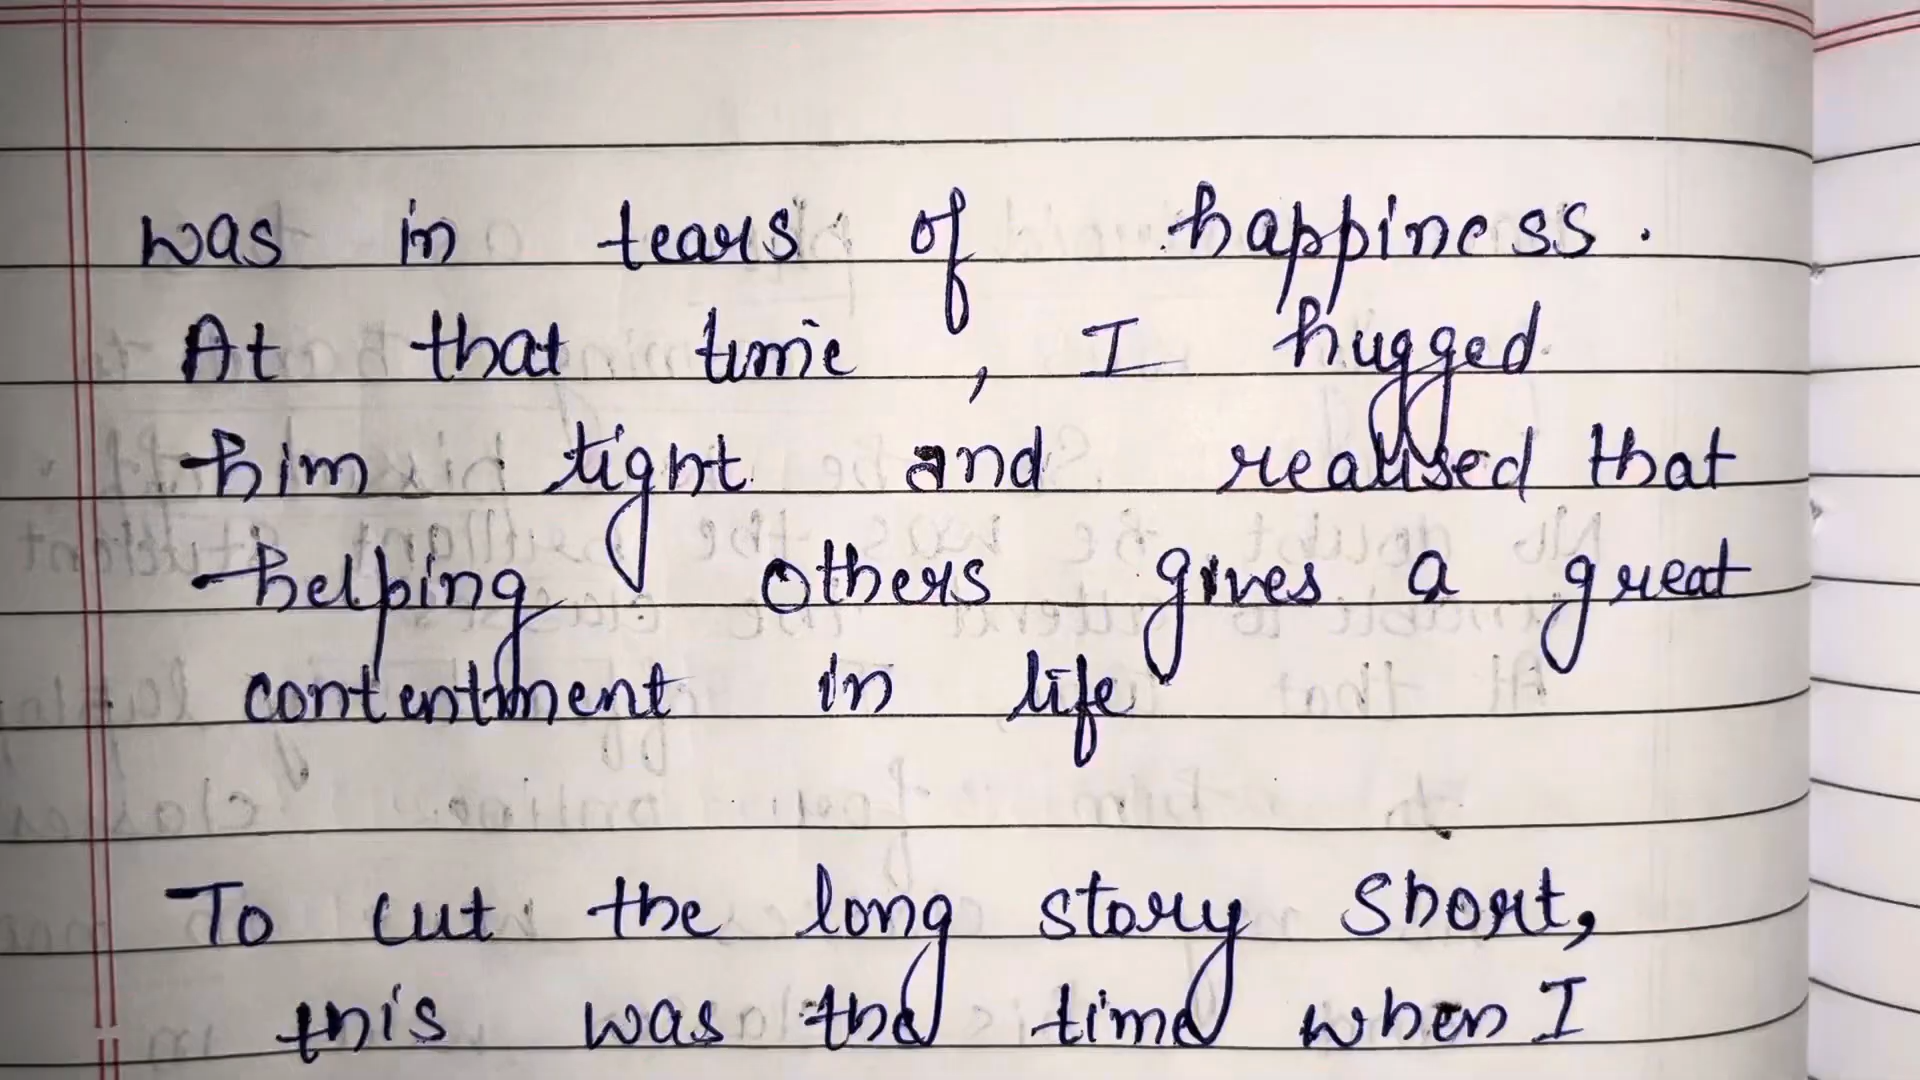 was in tears of happiness.
At that time, I hugged
him tight and realised that
helping others gives a great
contentment in life
To cut the long story short,
this was the time when I